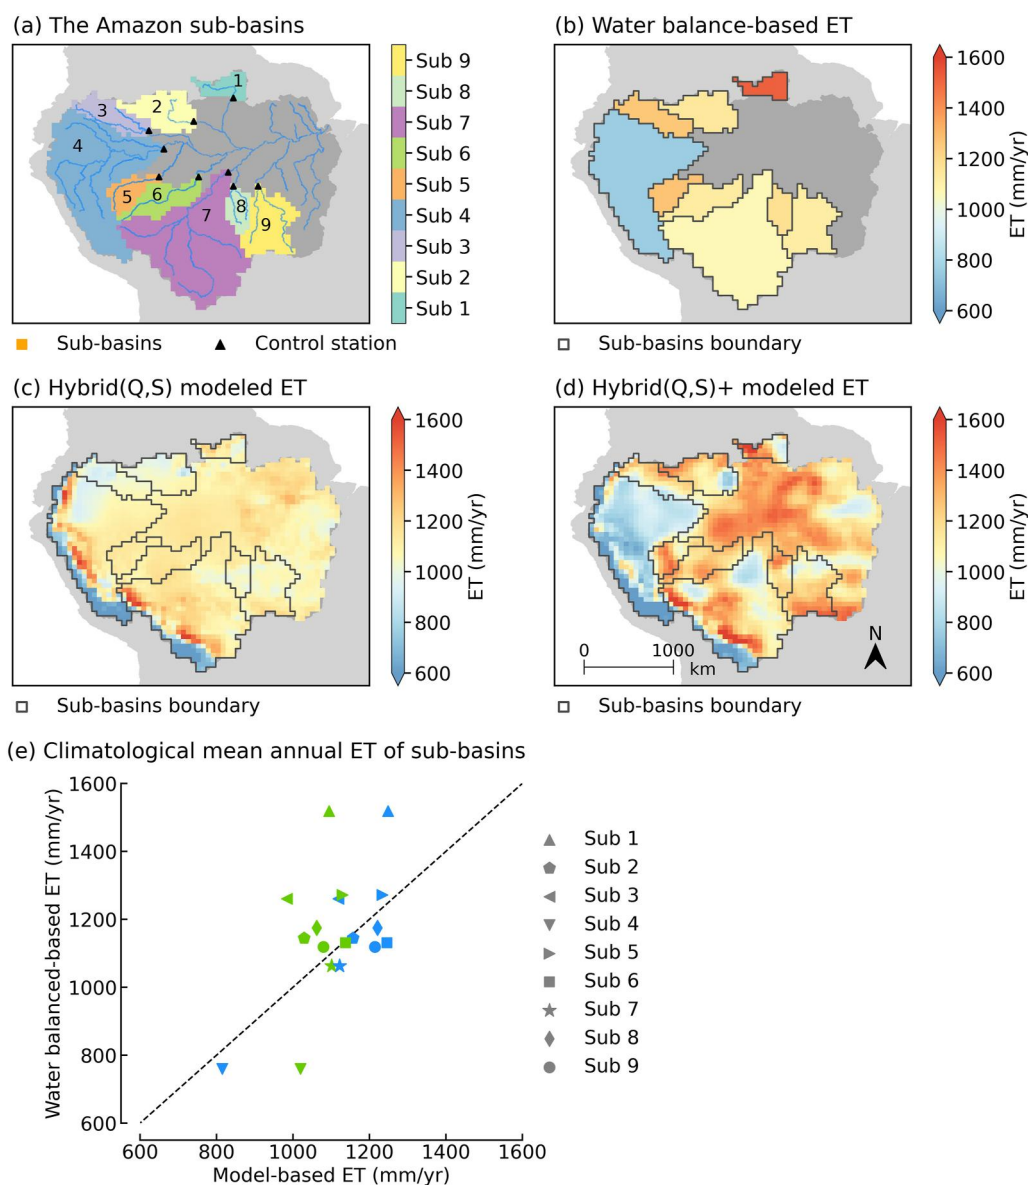 (a) The Amazon sub-basins
1
2
3
4
5
6
7
8
9
Sub 9
Sub 8
Sub 7
Sub 6
Sub 5
Sub 4
Sub 3
Sub 2
Sub 1
Sub-basins
Control station
(b) Water balance-based ET
1600
1400
1200
1000
800
600
ET (mm/yr)
Sub-basins boundary
(c) Hybrid(Q,S) modeled ET
1600
1400
1200
1000
800
600
ET (mm/yr)
Sub-basins boundary
(d) Hybrid(Q,S)+ modeled ET
0 1000
km
N
1600
1400
1200
1000
800
600
ET (mm/yr)
Sub-basins boundary
(e) Climatological mean annual ET of sub-basins
Water balanced-based ET (mm/yr)
1600
1400
1200
1000
800
600
600 800 1000 1200 1400 1600
Model-based ET (mm/yr)
Sub 1
Sub 2
Sub 3
Sub 4
Sub 5
Sub 6
Sub 7
Sub 8
Sub 9